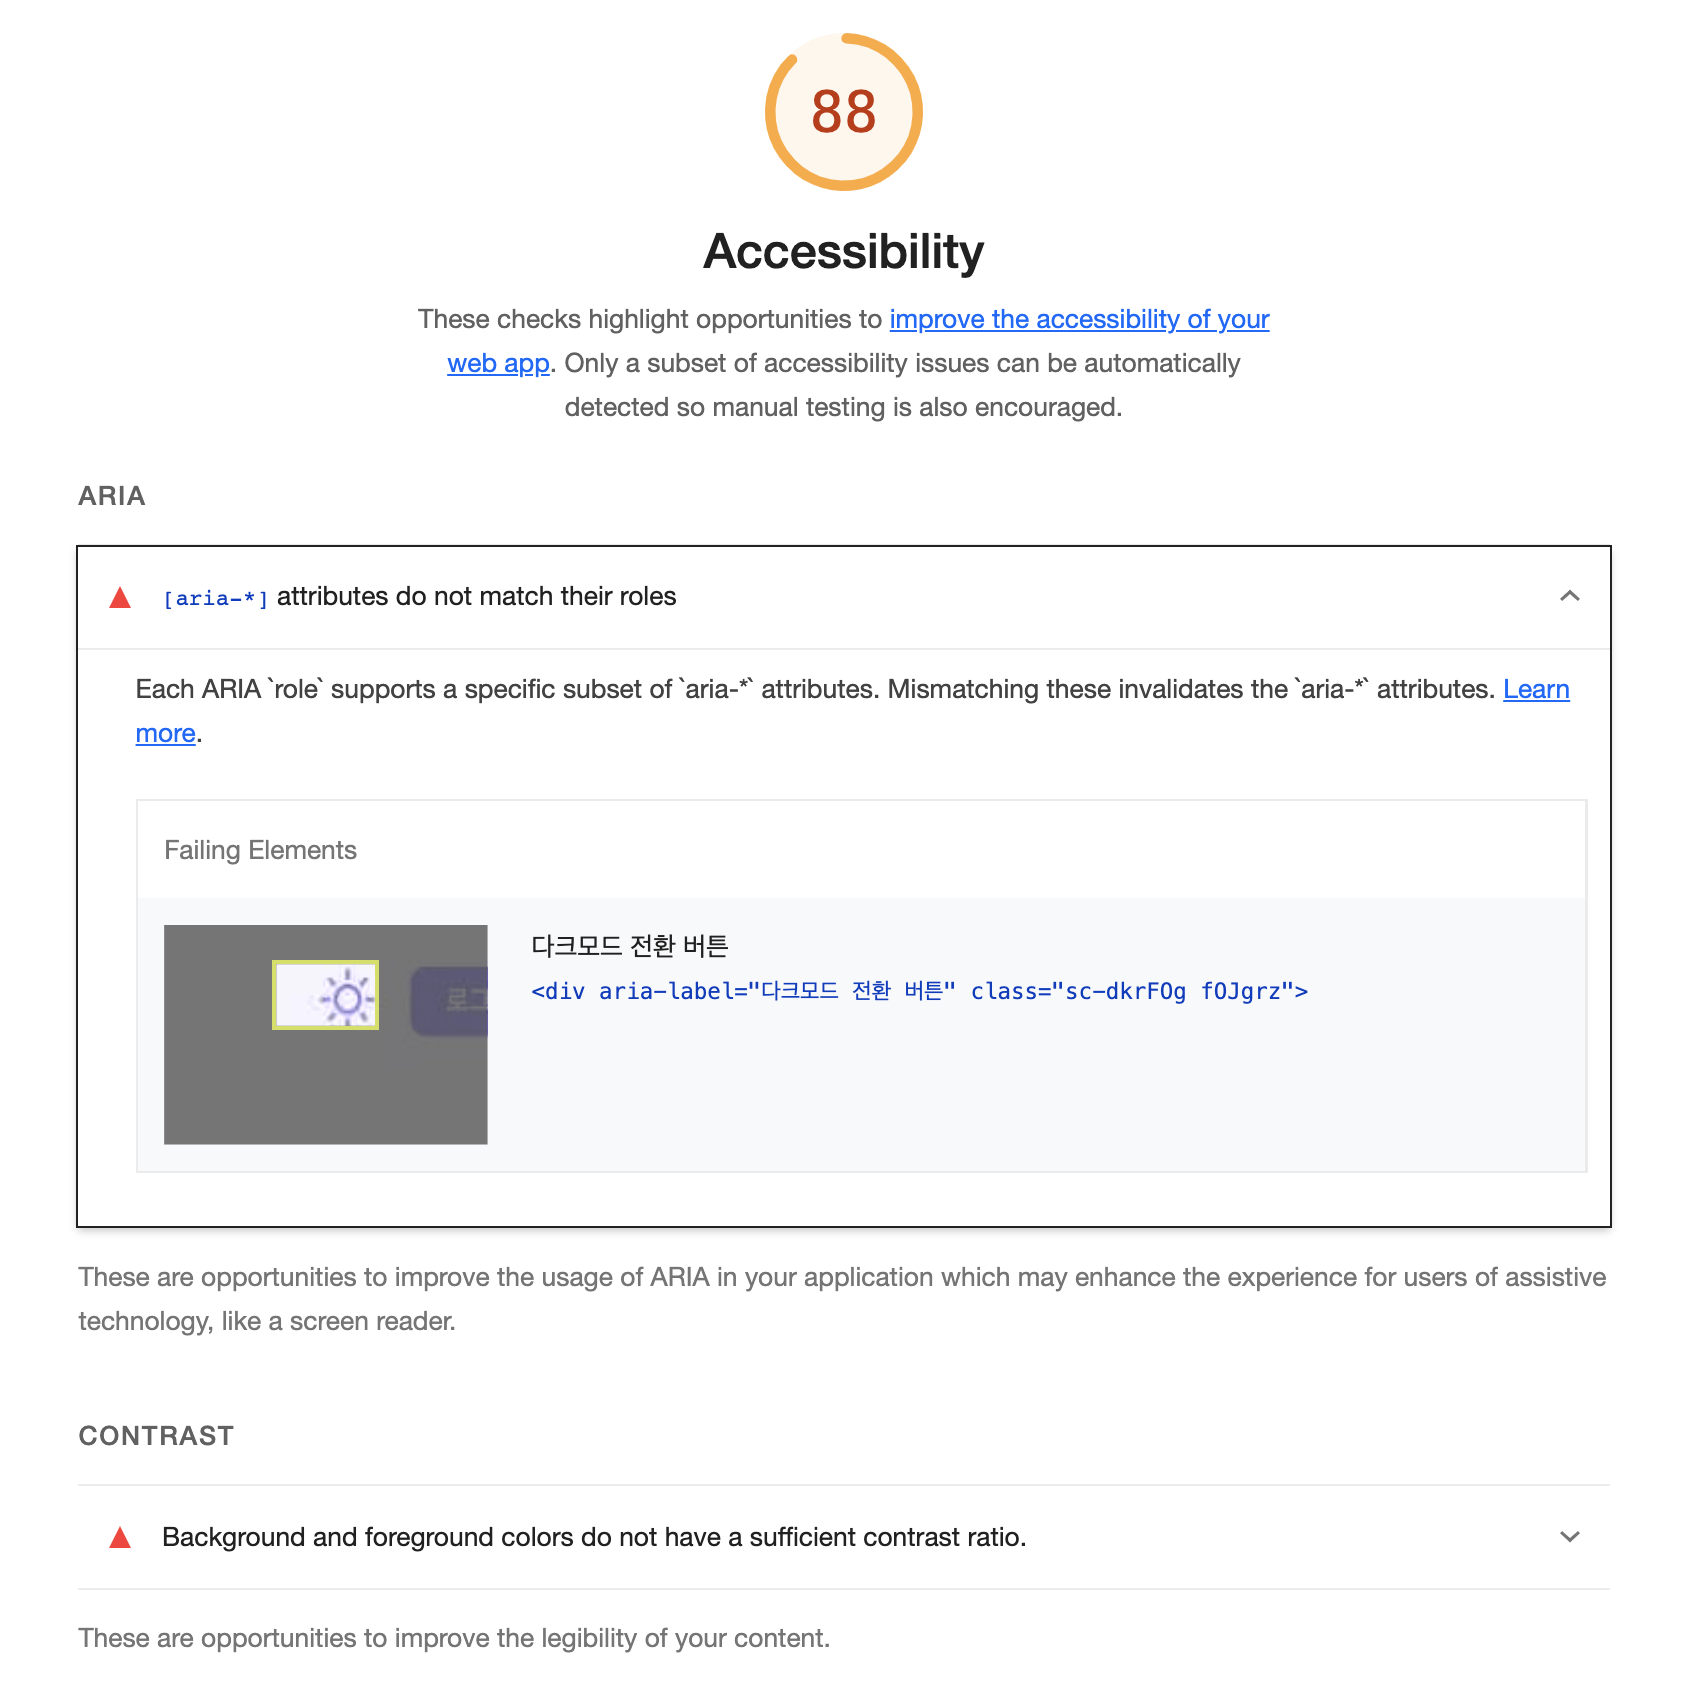 88
Accessibility
These checks highlight opportunities to improve the accessibility of your
web app. Only a subset of accessibility issues can be automatically
detected so manual testing is also encouraged.
ARIA
[aria-*] attributes do not match their roles
Each ARIA `role` supports a specific subset of `aria-*` attributes. Mismatching these invalidates the `aria-*` attributes. Learn
more.
Failing Elements
다크모드 전환 버튼
<div aria-label="다크모드 전환 버튼" class="sc-dkrFOg fOJgrz">
These are opportunities to improve the usage of ARIA in your application which may enhance the experience for users of assistive
technology, like a screen reader.
CONTRAST
Background and foreground colors do not have a sufficient contrast ratio.
These are opportunities to improve the legibility of your content.